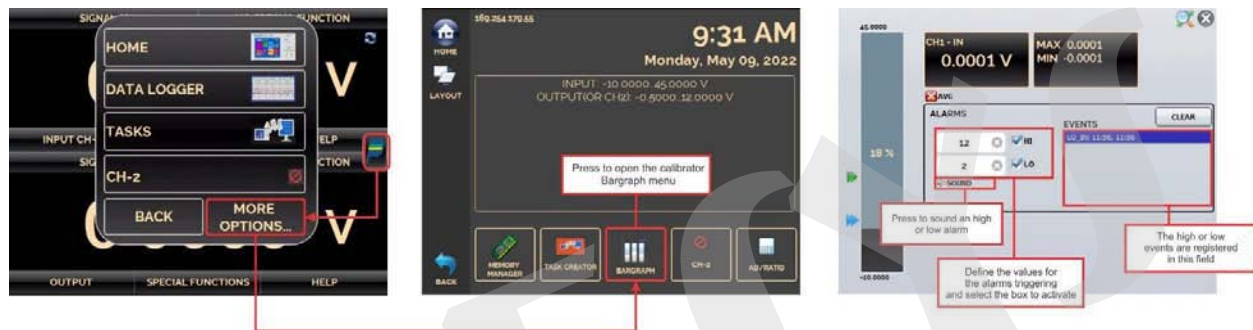 SIGNAL
FUNCTION
HOME
DATA LOGGER
TASKS
CH-2
BACK
MORE
OPTIONS...
V
INPUT CH-
ELP
SIG
CTION
V
OUTPUT
SPECIAL FUNCTIONS
HELP
169.254.179.55
9:31 AM
Monday, May 09, 2022
HOME
LAYOUT
INPUT: -10.0000..45.0000 V
OUTPUT(OR CH2): -0.5000..12.0000 V
Press to open the calibrator
Bargraph menu
BACK
MEMORY
MANAGER
TASK CREATOR
BARGRAPH
CH-2
AD/RATIO
45.0000
18 %
-10.0000
CH1 - IN
0.0001 V
MAX 0.0001
MIN -0.0001
AVG
ALARMS
12
HI
2
LO
SOUND
EVENTS
CLEAR
Press to sound an high
or low alarm
Define the values for
the alarms triggering
and select the box to activate
The high or low
events are registered
in this field